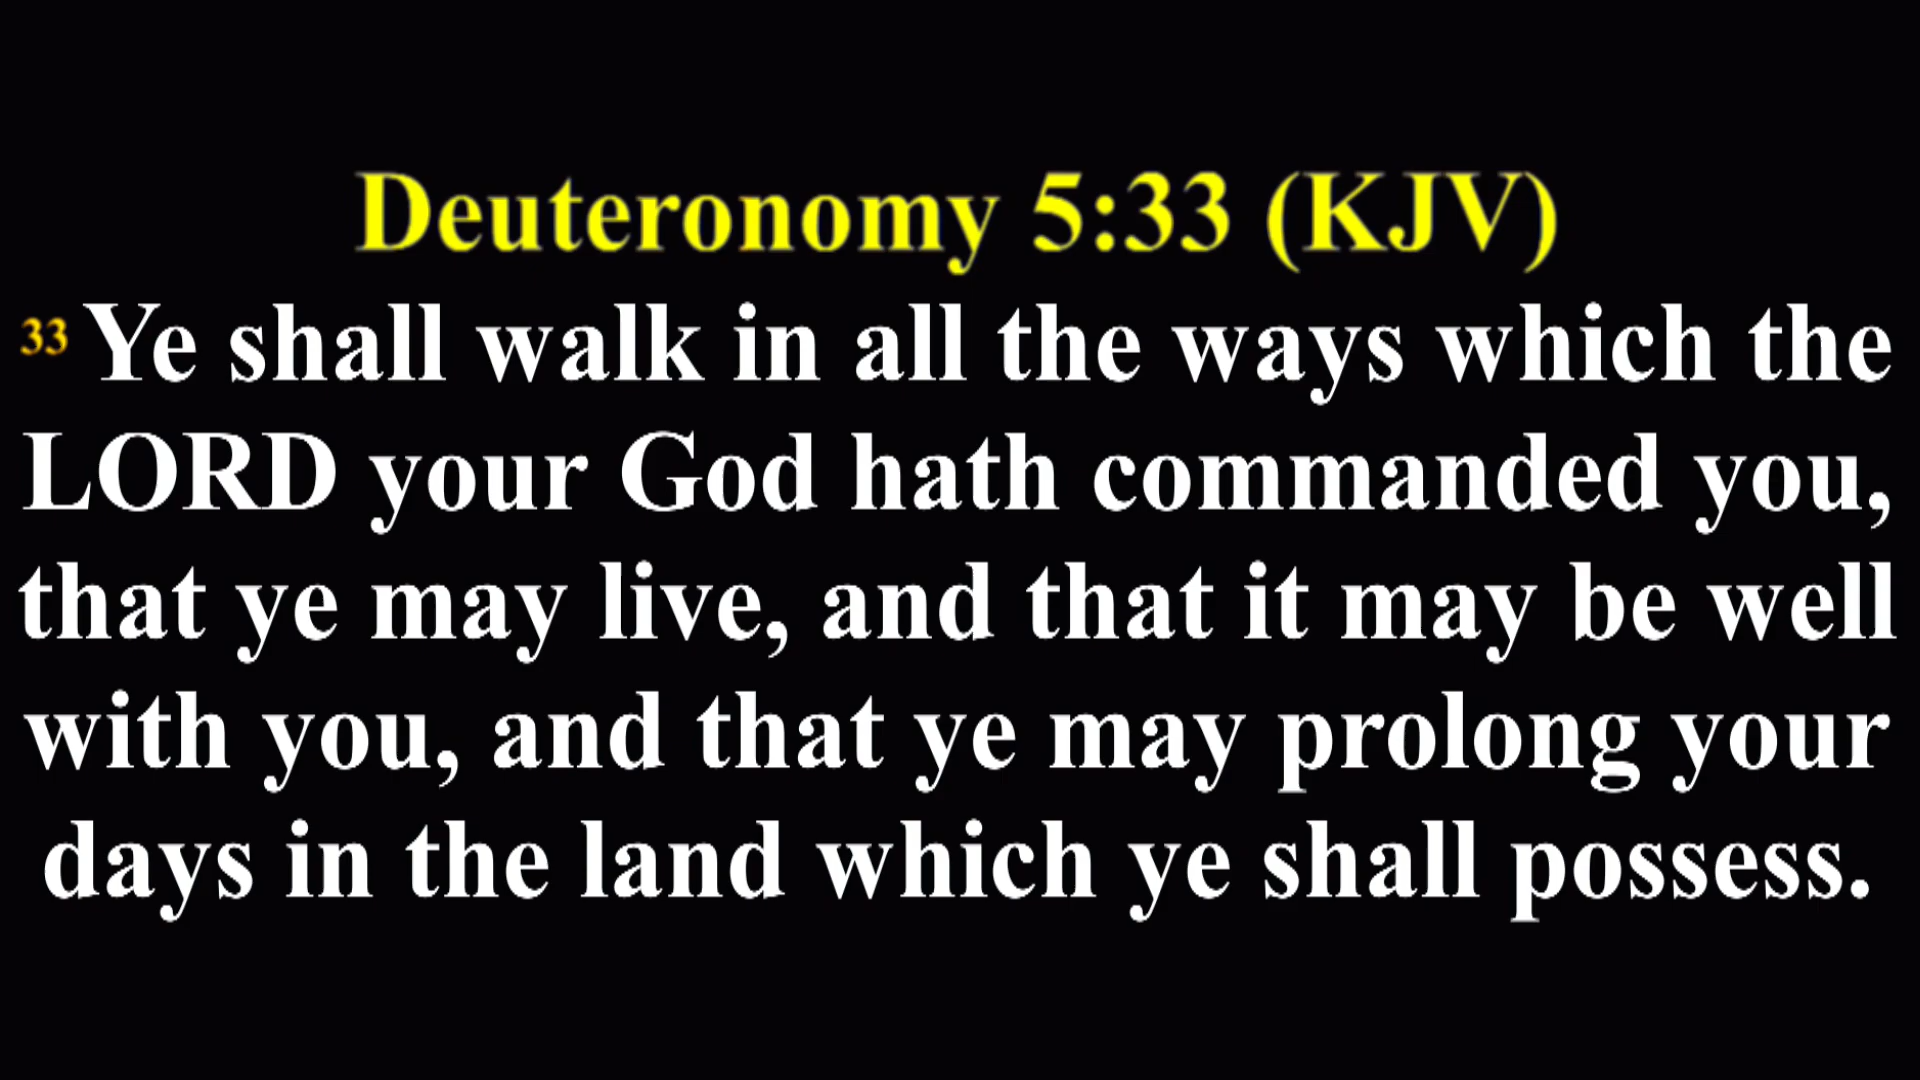 Deuteronomy 5:33 (KJV)
33 Ye shall walk in all the ways which the
LORD your God hath commanded you,
that ye may live, and that it may be well
with you, and that ye may prolong your
days in the land which ye shall possess.